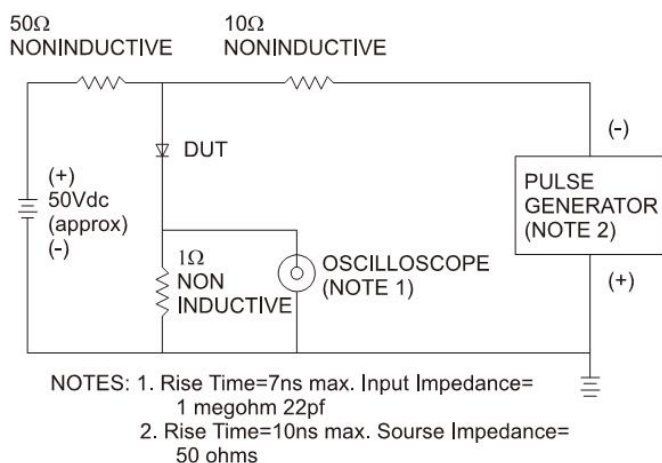 50Ω
NONINDUCTIVE
10Ω
NONINDUCTIVE
DUT
(+)
50Vdc
(approx)
(-)
1Ω
NON
INDUCTIVE
OSCILLOSCOPE
(NOTE 1)
(-)
PULSE
GENERATOR
(NOTE 2)
(+)
NOTES: 1. Rise Time=7ns max. Input Impedance=
1 megohm 22pf
2. Rise Time=10ns max. Sourse Impedance=
50 ohms